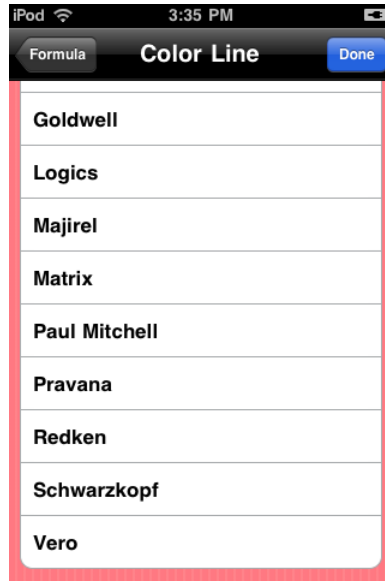 iPod 3:35 PM
Formula Color Line Done
Goldwell
Logics
Majirel
Matrix
Paul Mitchell
Pravana
Redken
Schwarzkopf
Vero